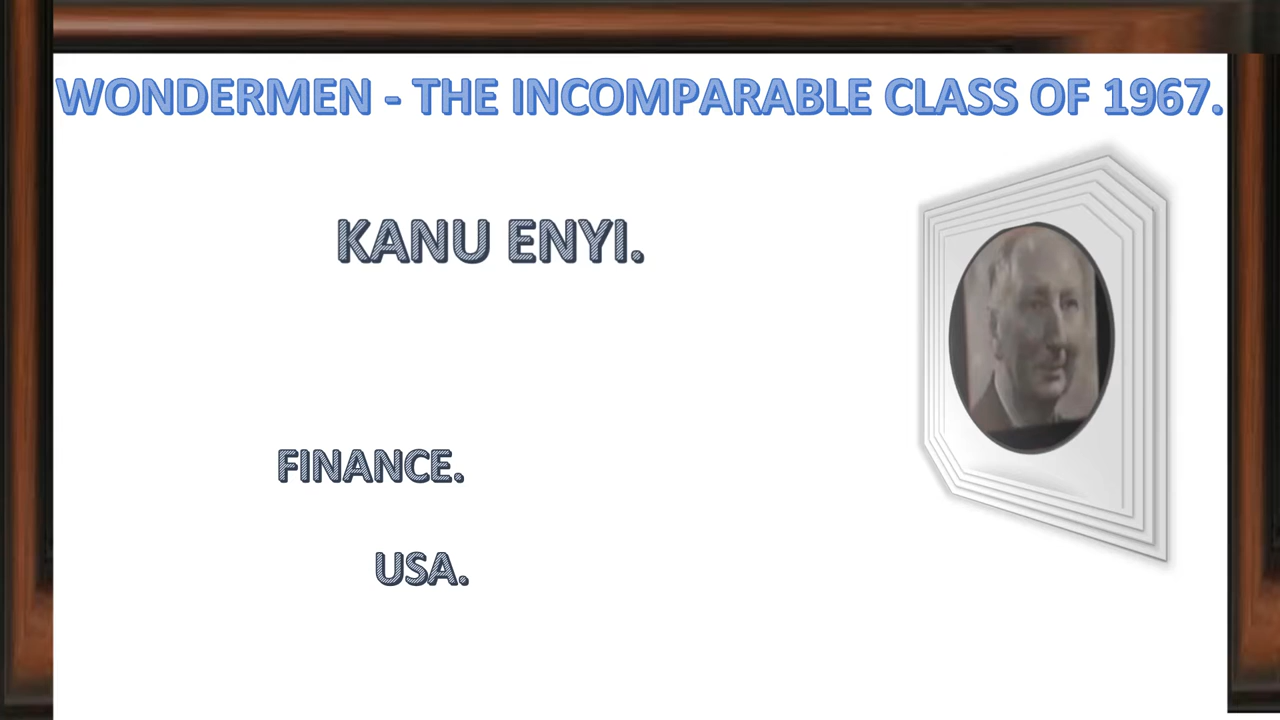 WONDERMEN - THE INCOMPARABLE CLASS OF 1967.
KANU ENYI.
FINANCE.
USA.